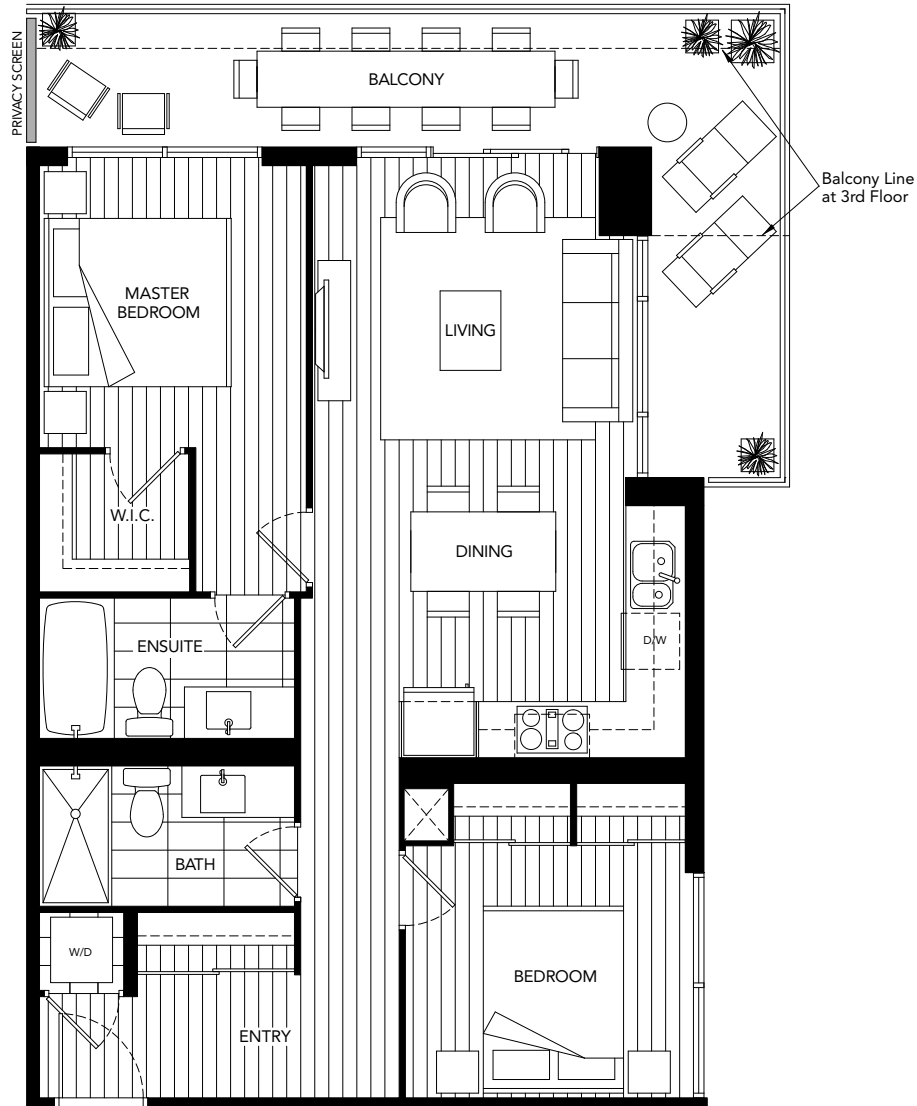 PRIVACY SCREEN
BALCONY
Balcony Line
at 3rd Floor
MASTER
BEDROOM
LIVING
W.I.C.
DINING
D/W
ENSUITE
BATH
W/D
BEDROOM
ENTRY